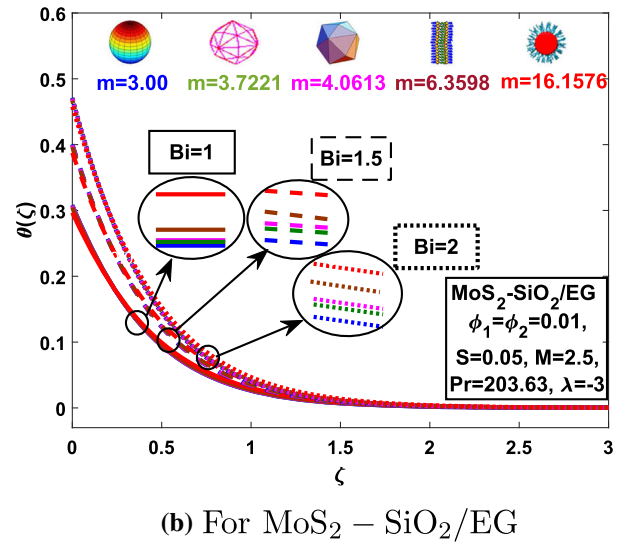 0.6
0.5
0.4
0.3
0.2
0.1
0
θ(ζ)
m=3.00 m=3.7221 m=4.0613 m=6.3598 m=16.1576
Bi=1
Bi=1.5
Bi=2
MoS₂-SiO₂/EG
ϕ₁=ϕ₂=0.01,
S=0.05, M=2.5,
Pr=203.63, λ=-3
0 0.5 1 1.5 2 2.5 3
ζ
(b) For MoS₂ − SiO₂/EG